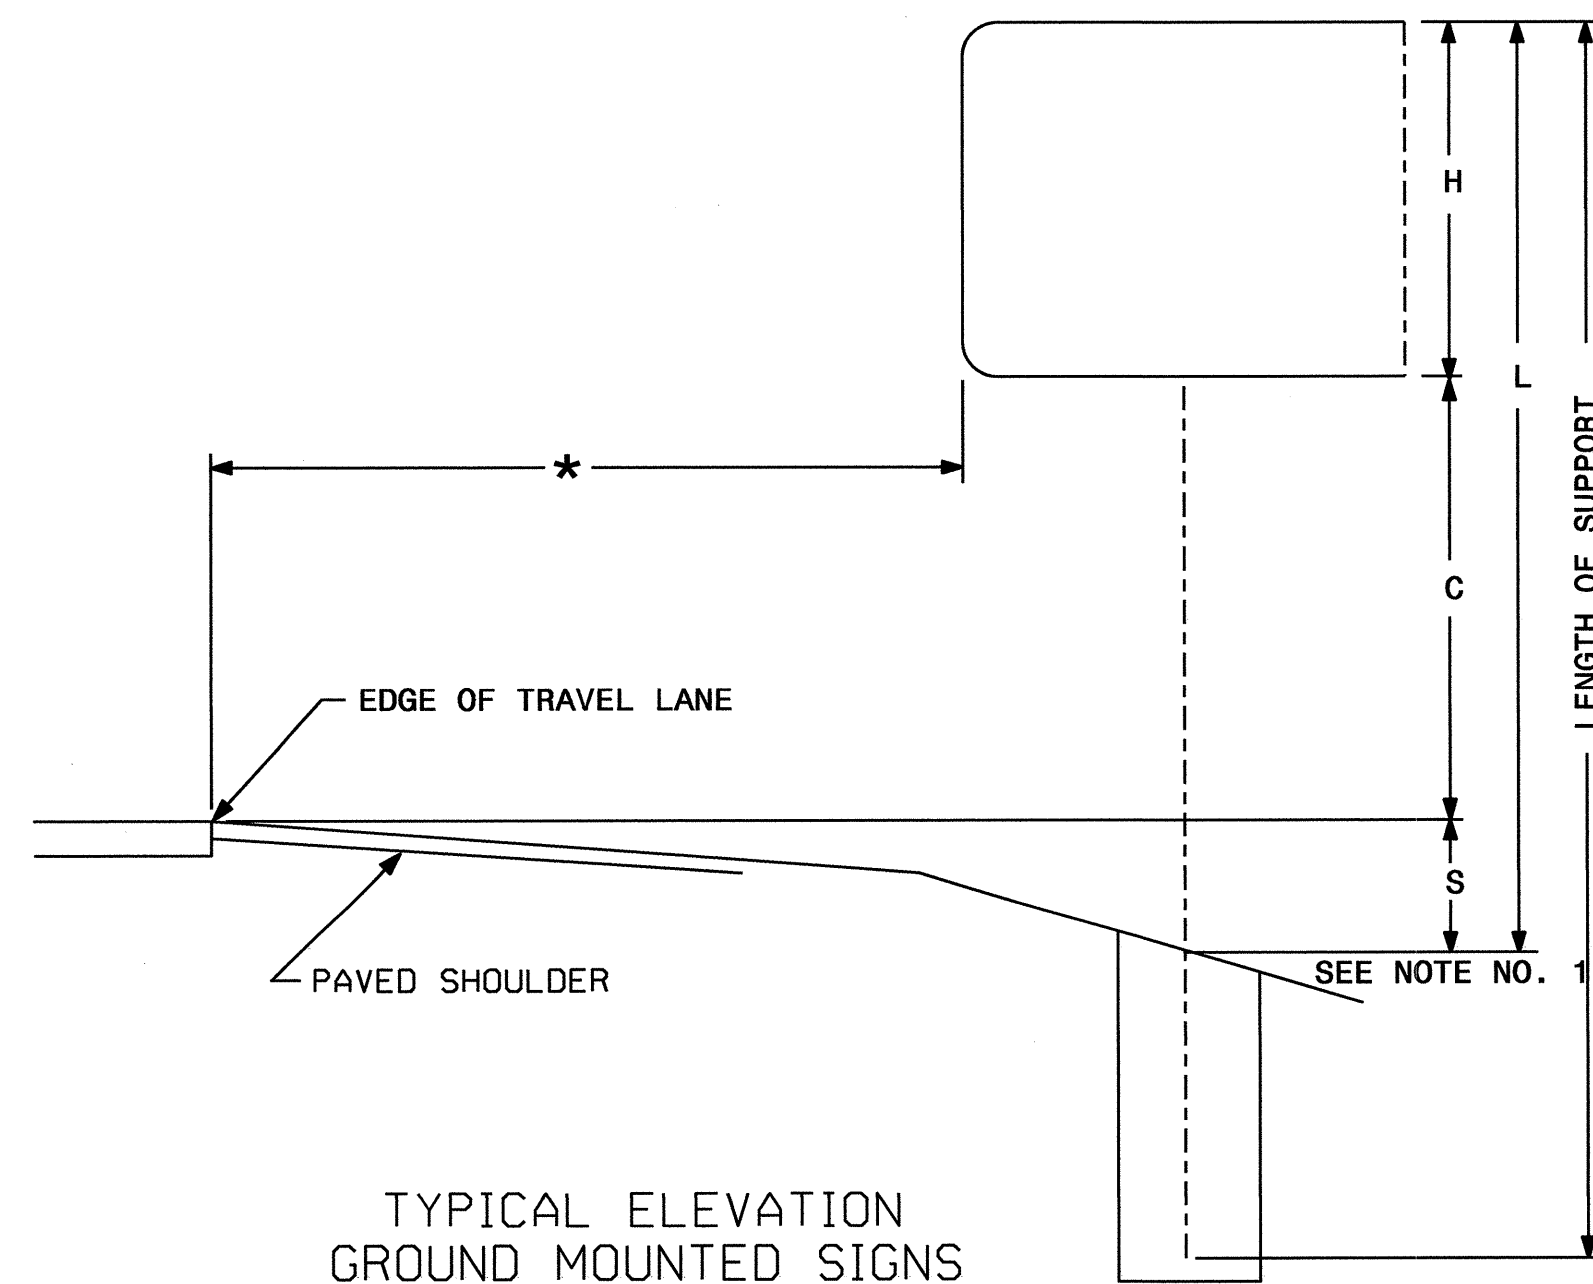 H
L
LENGTH OF SUPPORT
*
C
EDGE OF TRAVEL LANE
S
SEE NOTE NO. 1
PAVED SHOULDER
TYPICAL ELEVATION
GROUND MOUNTED SIGNS